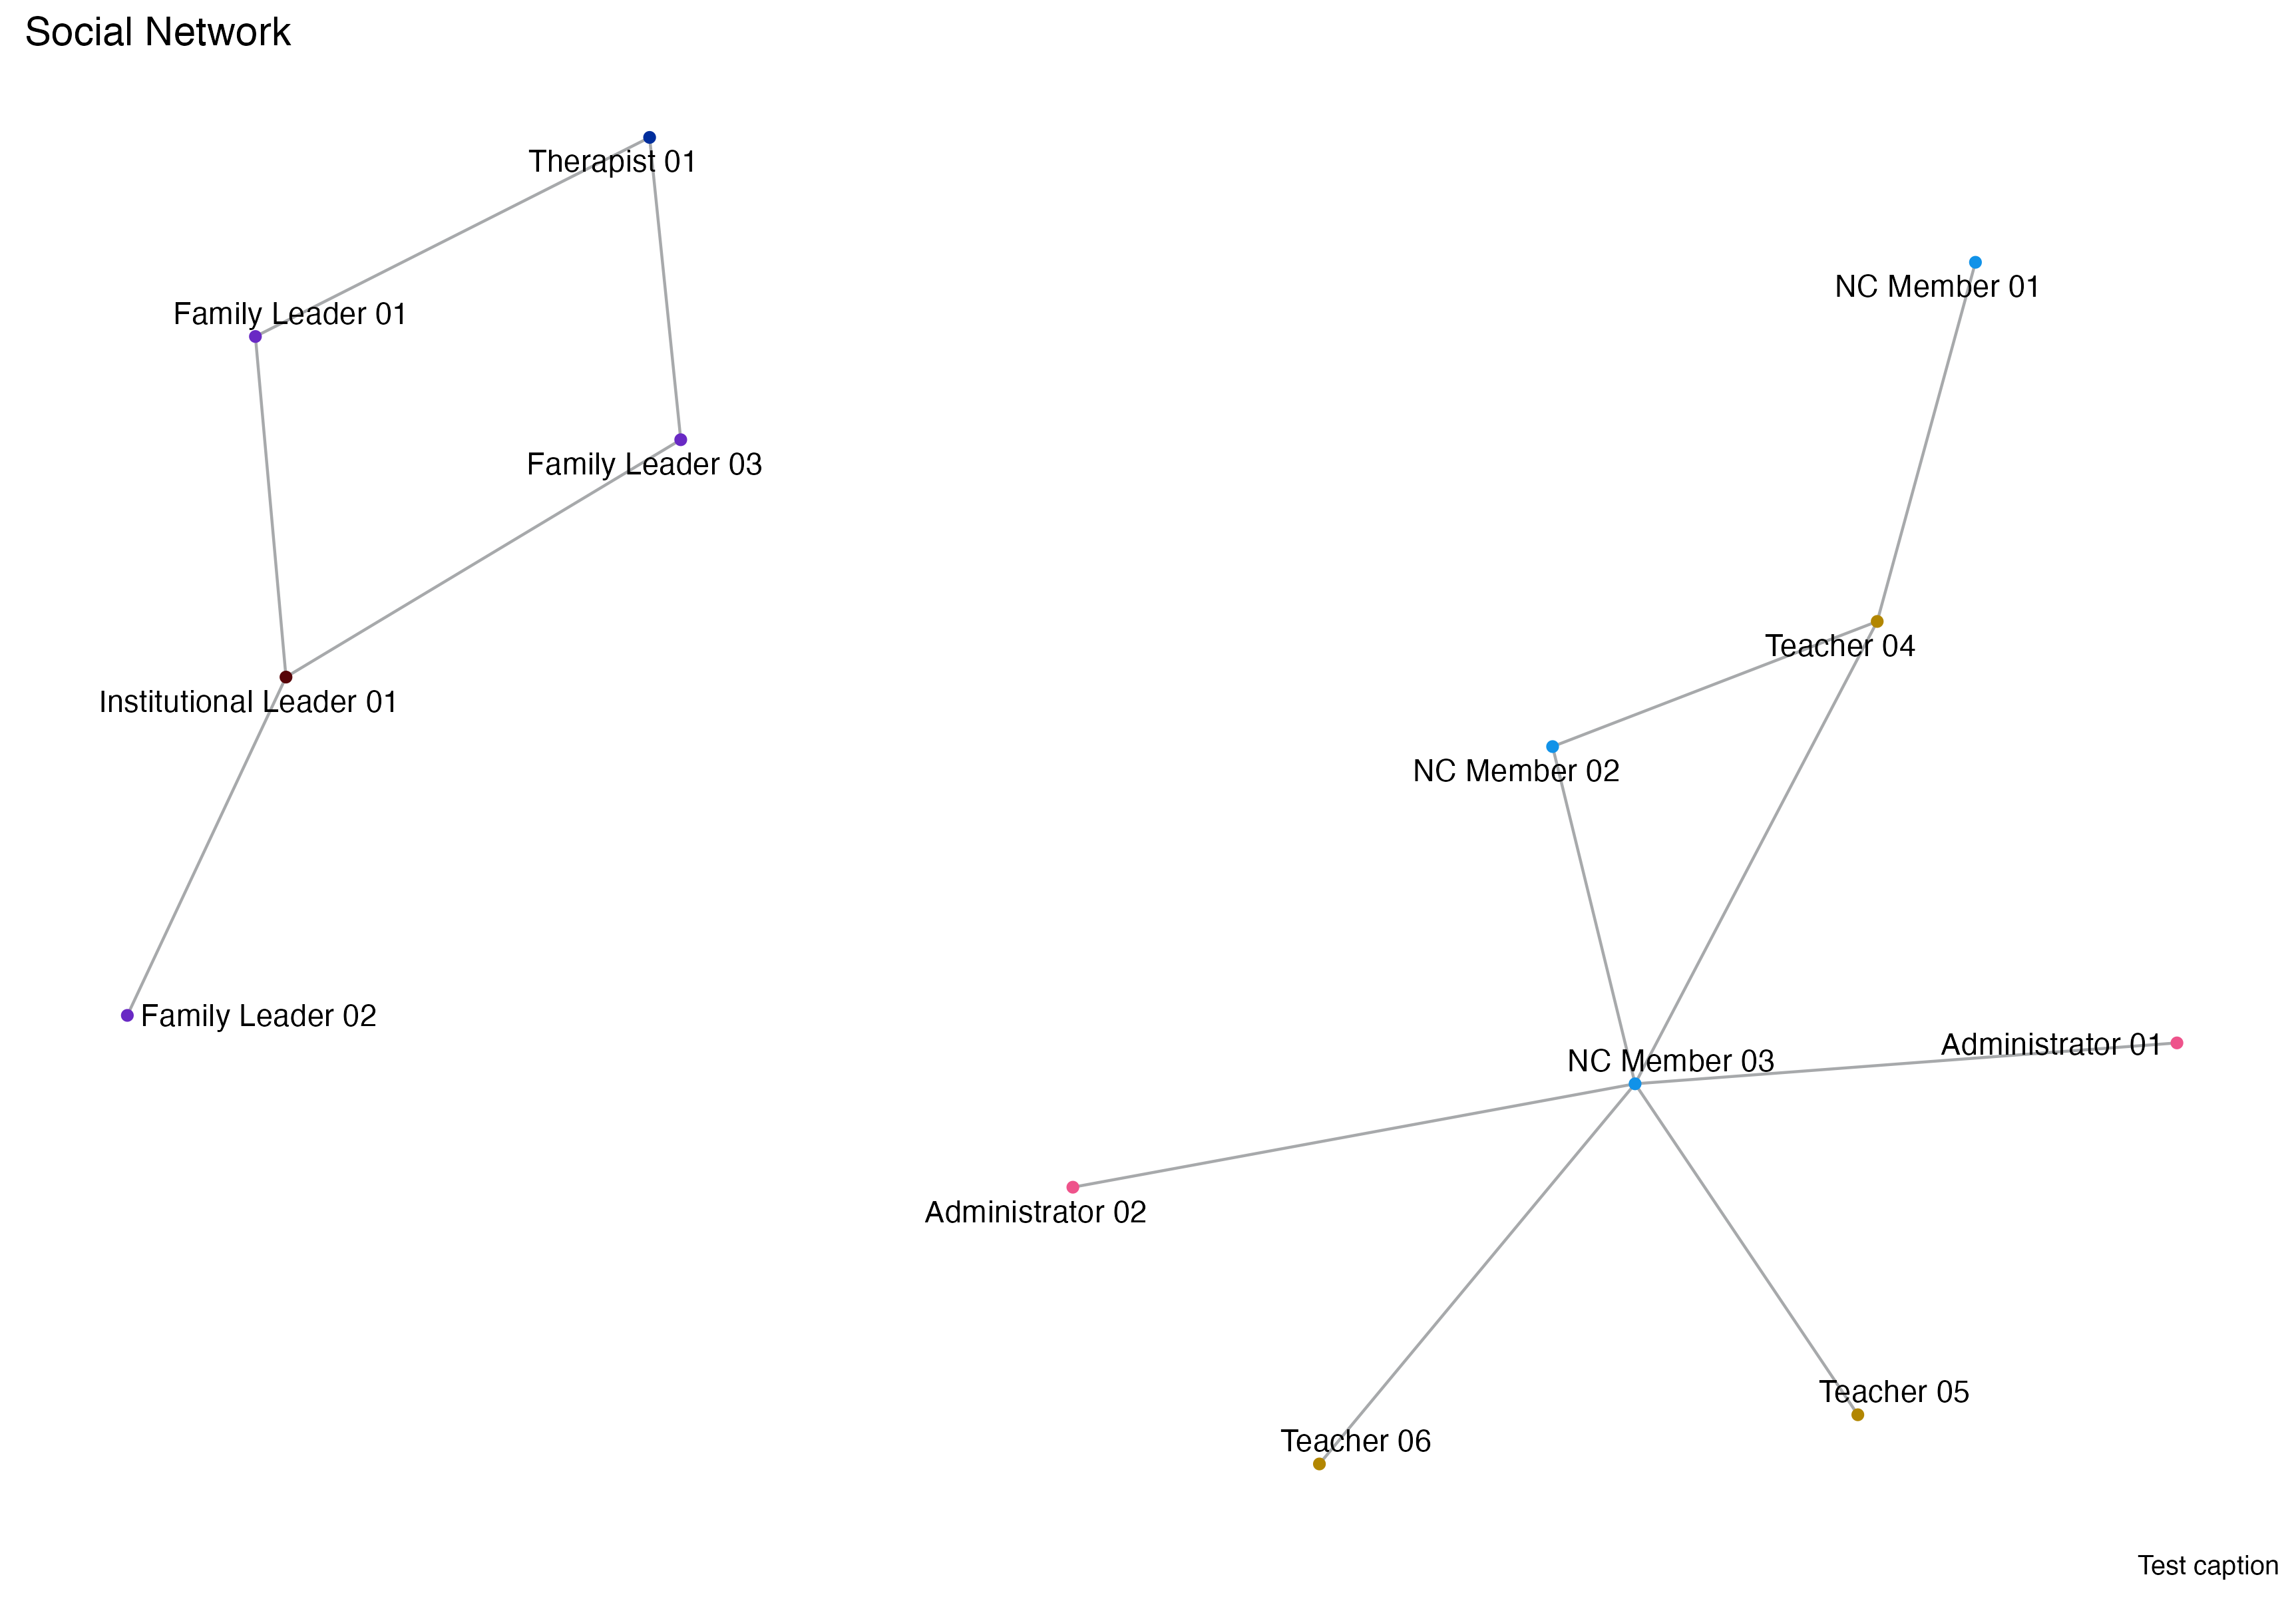 Social Network
Therapist 01
NC Member 01
Family Leader 01
Family Leader 03
Teacher 04
Institutional Leader 01
NC Member 02
Family Leader 02
Administrator 01
NC Member 03
Administrator 02
Teacher 05
Teacher 06
Test caption